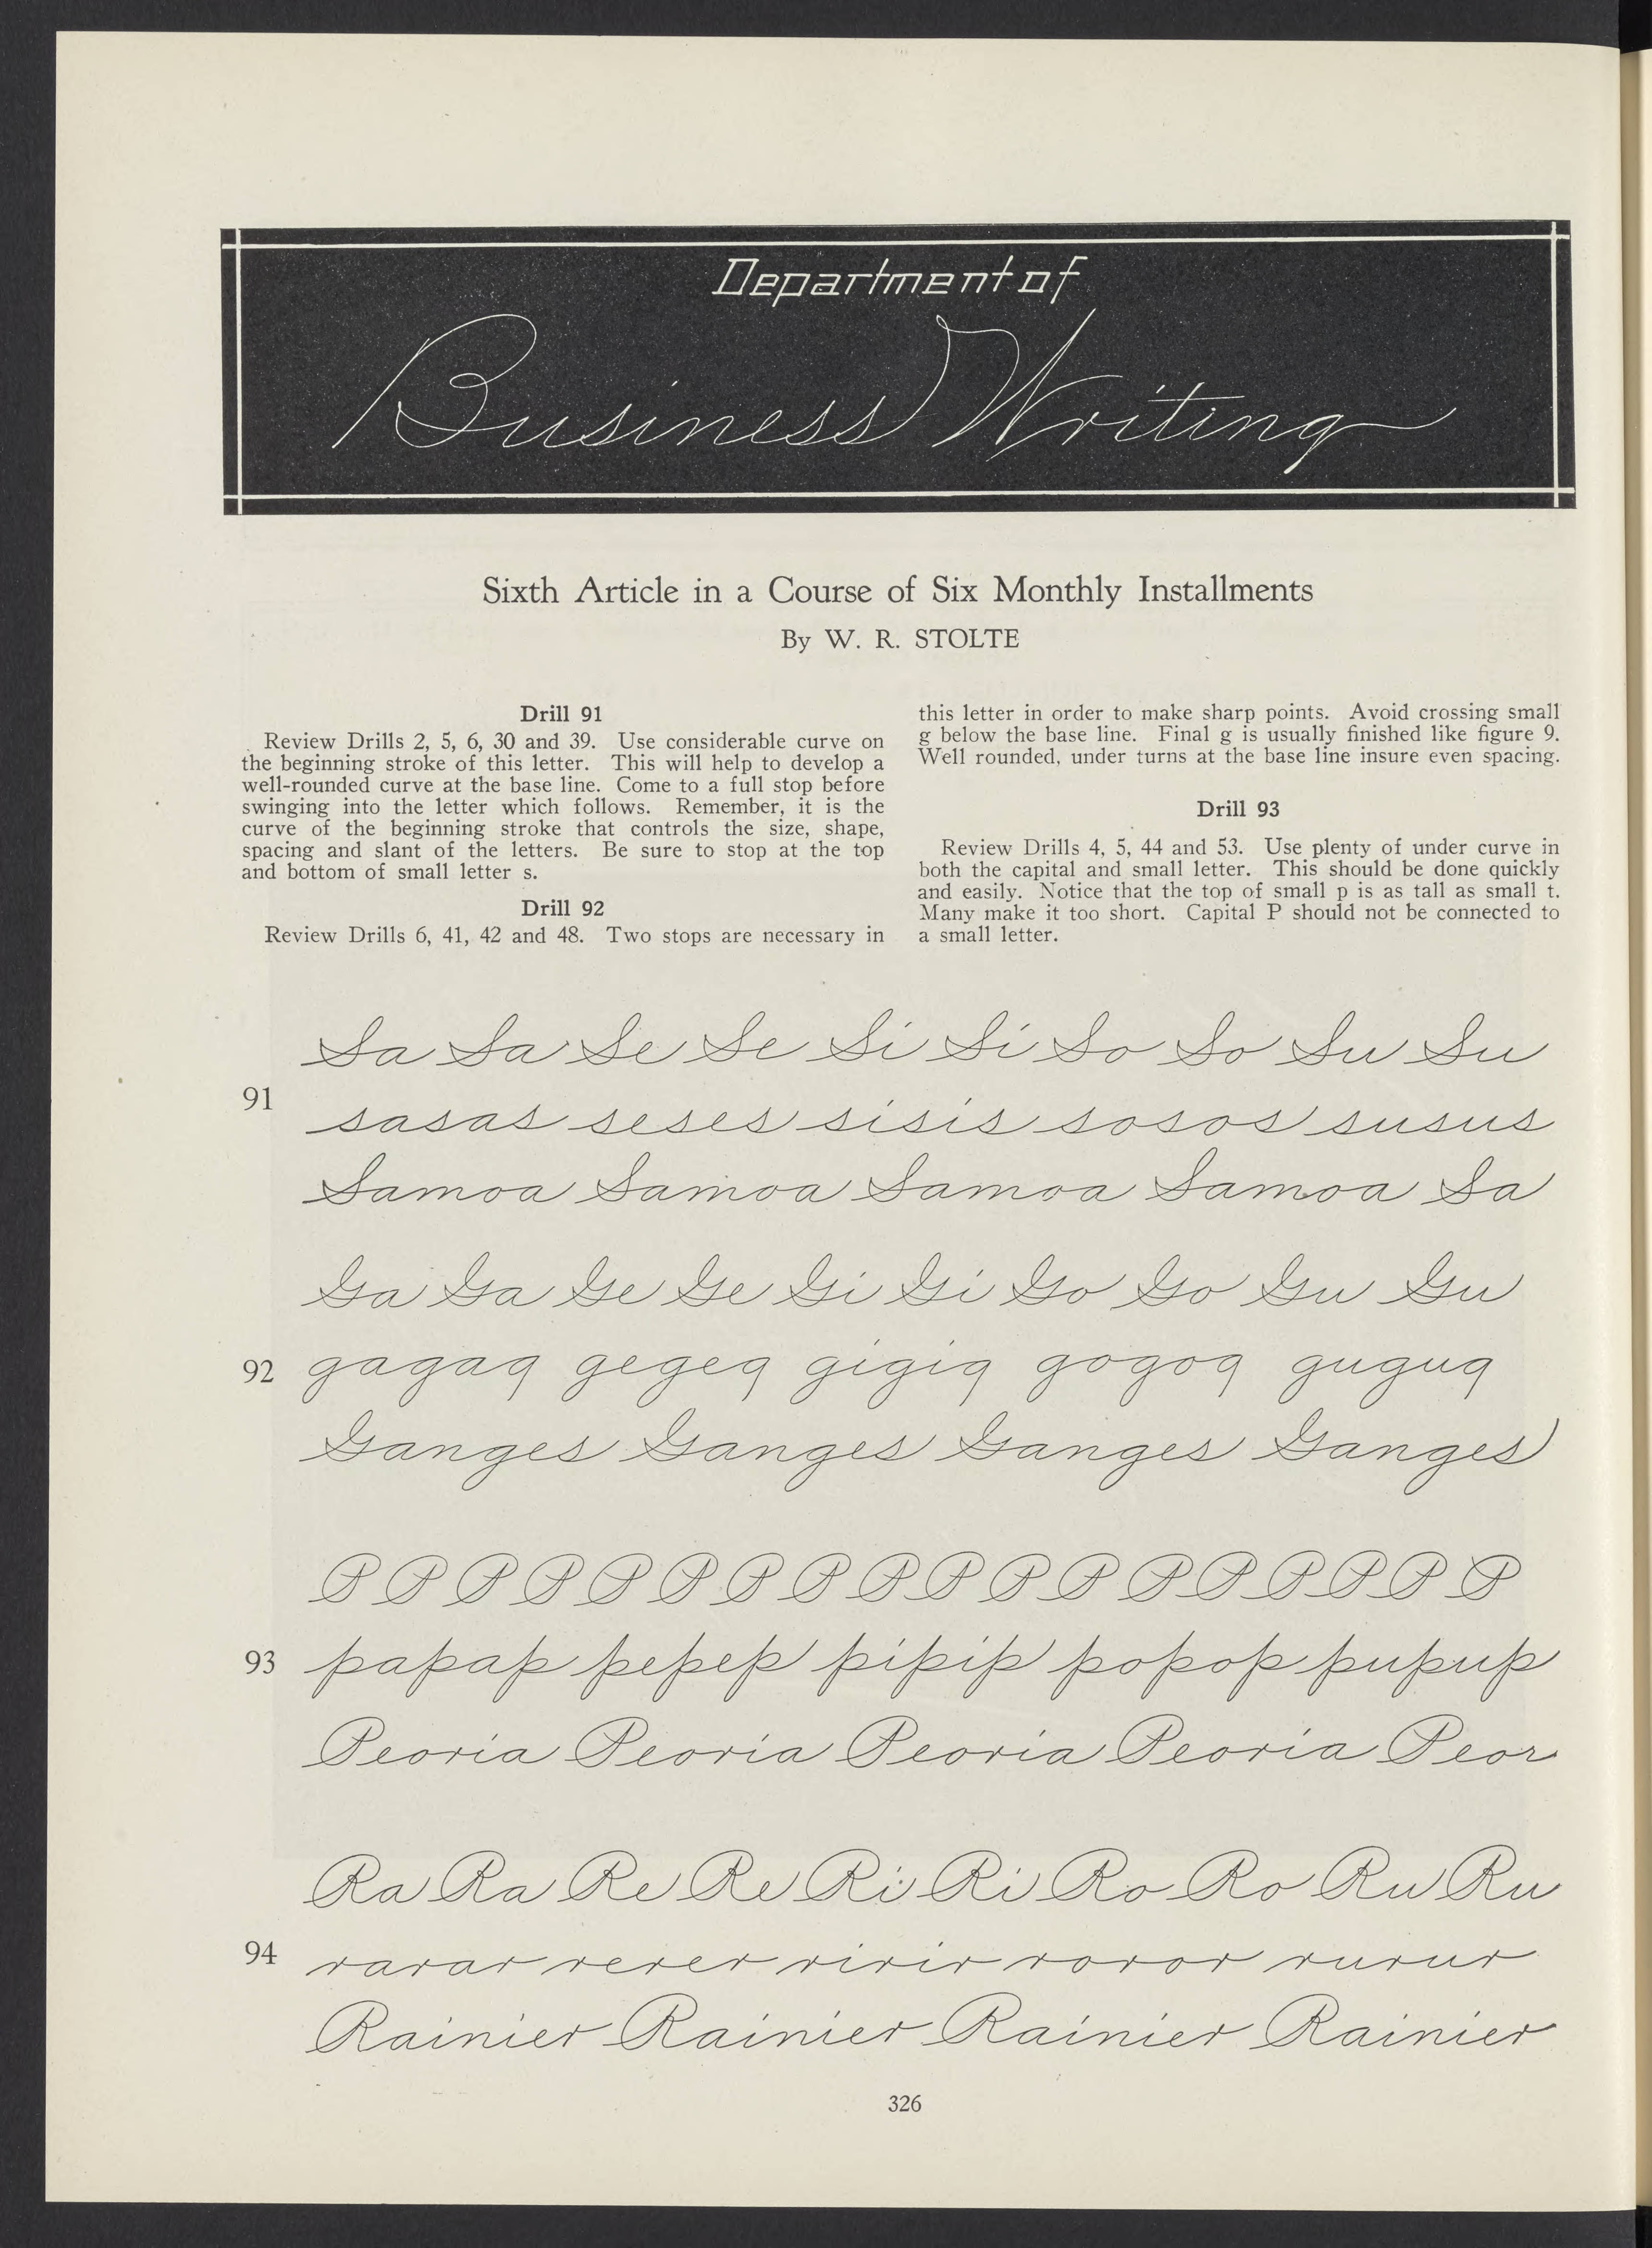 Department of
Business Writing
Sixth Article in a Course of Six Monthly Installments
By W. R. STOLTE
Drill 91
Review Drills 2, 5, 6, 30 and 39. Use considerable curve on
the beginning stroke of this letter. This will help to develop a
well-rounded curve at the base line. Come to a full stop before
swinging into the letter which follows. Remember, it is the
curve of the beginning stroke that controls the size, shape,
spacing and slant of the letters. Be sure to stop at the top
and bottom of small letter s.
Drill 92
Review Drills 6, 41, 42 and 48. Two stops are necessary in
this letter in order to make sharp points. Avoid crossing small
g below the base line. Final g is usually finished like figure 9.
Well rounded, under turns at the base line insure even spacing.
Drill 93
Review Drills 4, 5, 44 and 53. Use plenty of under curve in
both the capital and small letter. This should be done quickly
and easily. Notice that the top of small p is as tall as small t.
Many make it too short. Capital P should not be connected to
a small letter.
Sa Sa Se Se Si Si So So Su Su
91
sasas seses sisis sosos susus
Samoa Samoa Samoa Samoa Sa
Ga Ga Ge Ge Gi Gi Go Go Gu Gu
92 gagag gegeg gigig gogog gugug
Ganges Ganges Ganges Ganges
P P P P P P P P P P P P P P P P P P
93 papap pepep pipip popop pupup
Peoria Peoria Peoria Peoria Peor
Ra Ra Re Re Ri Ri Ro Ro Ru Ru
94 rarar rerer ririr roror rurur
Rainier Rainier Rainier Rainier
326